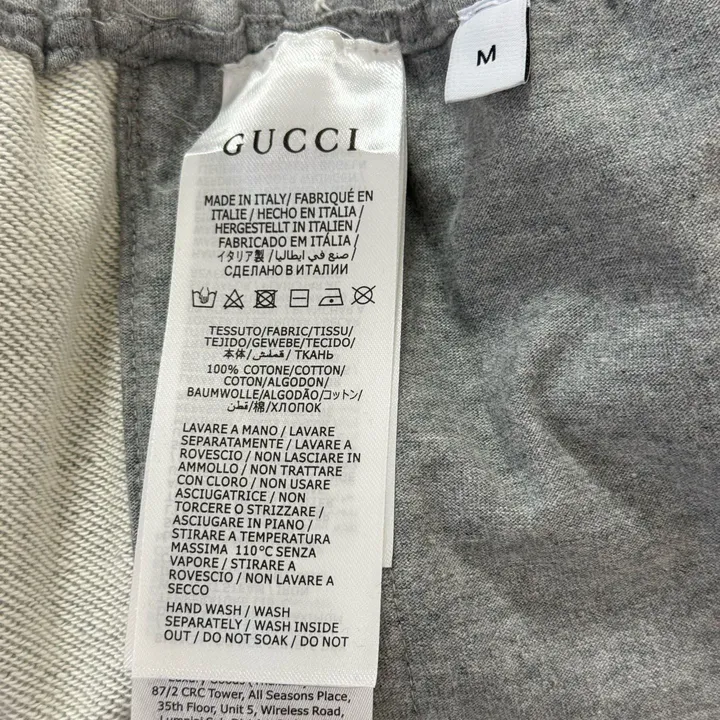 M
GUCCI
MADE IN ITALY/ FABRIQUÉ EN
ITALIE / HECHO EN ITALIA /
HERGESTELLT IN ITALIEN /
FABRICADO EM ITÁLIA /
イタリア製 / صنع في ايطاليا /
СДЕЛАНО В ИТАЛИИ
TESSUTO/FABRIC/TISSU/
TEJIDO/GEWEBE/TECIDO/
本体/قماش/ ТКАНЬ
100% COTONE/COTTON/
COTON/ALGODON/
BAUMWOLLE/ALGODÃO/コットン/
قطن/棉/ХЛОПОК
LAVARE A MANO / LAVARE
SEPARATAMENTE / LAVARE A
ROVESCIO / NON LASCIARE IN
AMMOLLO / NON TRATTARE
CON CLORO / NON USARE
ASCIUGATRICE / NON
TORCERE O STRIZZARE /
ASCIUGARE IN PIANO /
STIRARE A TEMPERATURA
MASSIMA 110°C SENZA
VAPORE / STIRARE A
ROVESCIO / NON LAVARE A
SECCO
HAND WASH / WASH
SEPARATELY / WASH INSIDE
OUT / DO NOT SOAK / DO NOT
87/2 CRC Tower, All Seasons Place,
35th Floor, Unit 5, Wireless Road,